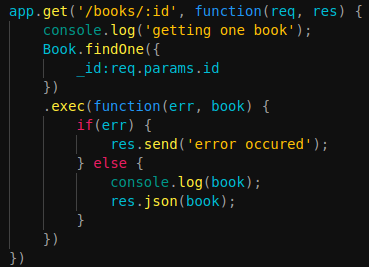 app.get('/books/:id', function(req, res) {
    console.log('getting one book');
    Book.findOne({
        _id:req.params.id
    })
    .exec(function(err, book) {
        if(err) {
            res.send('error occured');
        } else {
            console.log(book);
            res.json(book);
        }
    })
})